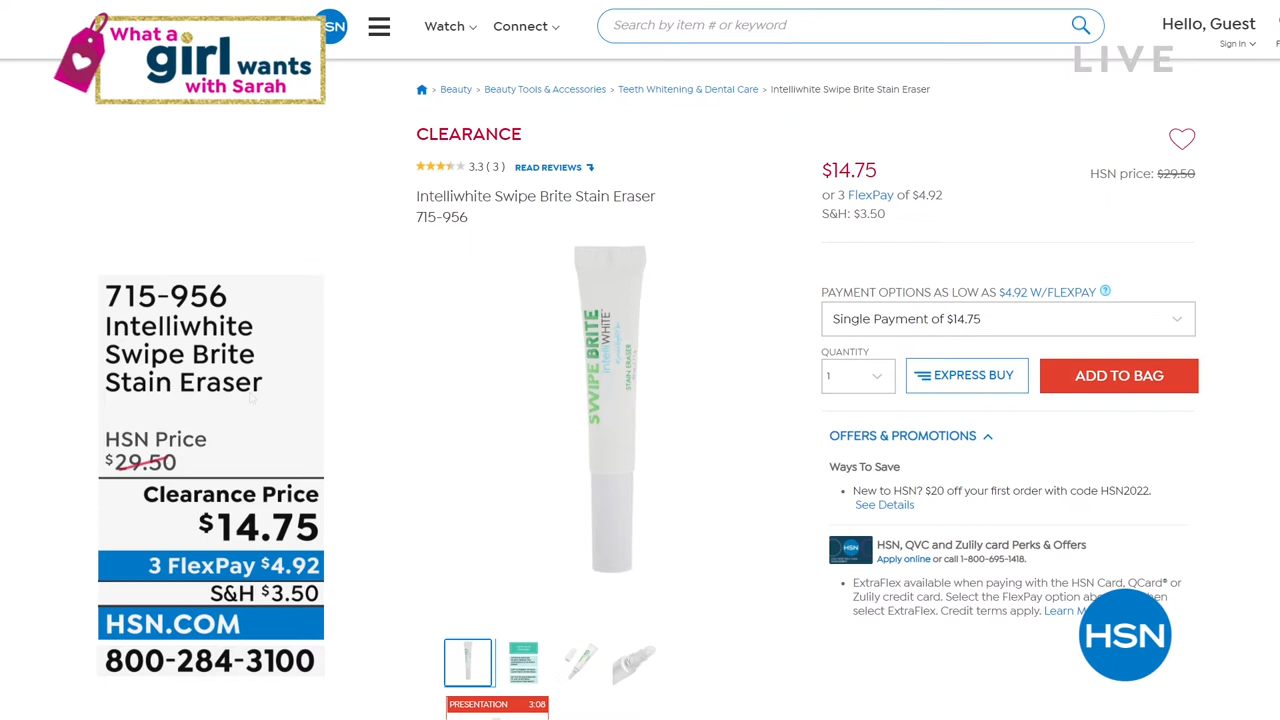 What a
girl wants
with Sarah
SN
Watch
Connect
Search by item # or keyword
Hello, Guest
Sign In
LIVE
> Beauty > Beauty Tools & Accessories > Teeth Whitening & Dental Care > Intelliwhite Swipe Brite Stain Eraser
CLEARANCE
3.3 ( 3 ) READ REVIEWS
Intelliwhite Swipe Brite Stain Eraser
715-956
$14.75
HSN price: $29.50
or 3 FlexPay of $4.92
S&H: $3.50
SWIPE BRITE
intelliWHITE
STAIN ERASER
PAYMENT OPTIONS AS LOW AS $4.92 W/FLEXPAY ?
Single Payment of $14.75
QUANTITY
1
EXPRESS BUY
ADD TO BAG
OFFERS & PROMOTIONS
Ways To Save
• New to HSN? $20 off your first order with code HSN2022.
See Details
HSN
HSN, QVC and Zulily card Perks & Offers
Apply online or call 1-800-695-1418.
• ExtraFlex available when paying with the HSN Card, QCard® or
Zulily credit card. Select the FlexPay option
select ExtraFlex. Credit terms apply. Learn
HSN
715-956
Intelliwhite
Swipe Brite
Stain Eraser
HSN Price
$29.50
Clearance Price
$14.75
3 FlexPay $4.92
S&H $3.50
HSN.COM
800-284-3100
PRESENTATION 3:08